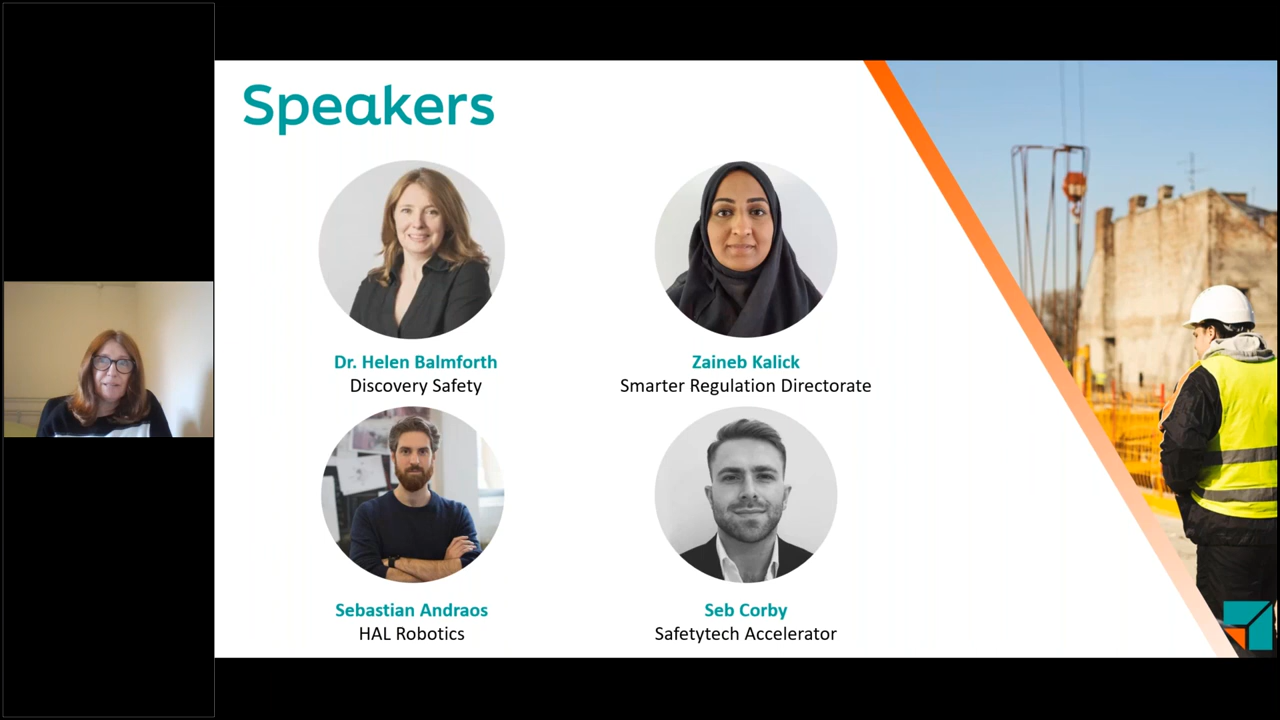 Speakers
Dr. Helen Balmforth
Discovery Safety
Zaineb Kalick
Smarter Regulation Directorate
Sebastian Andraos
HAL Robotics
Seb Corby
Safetytech Accelerator